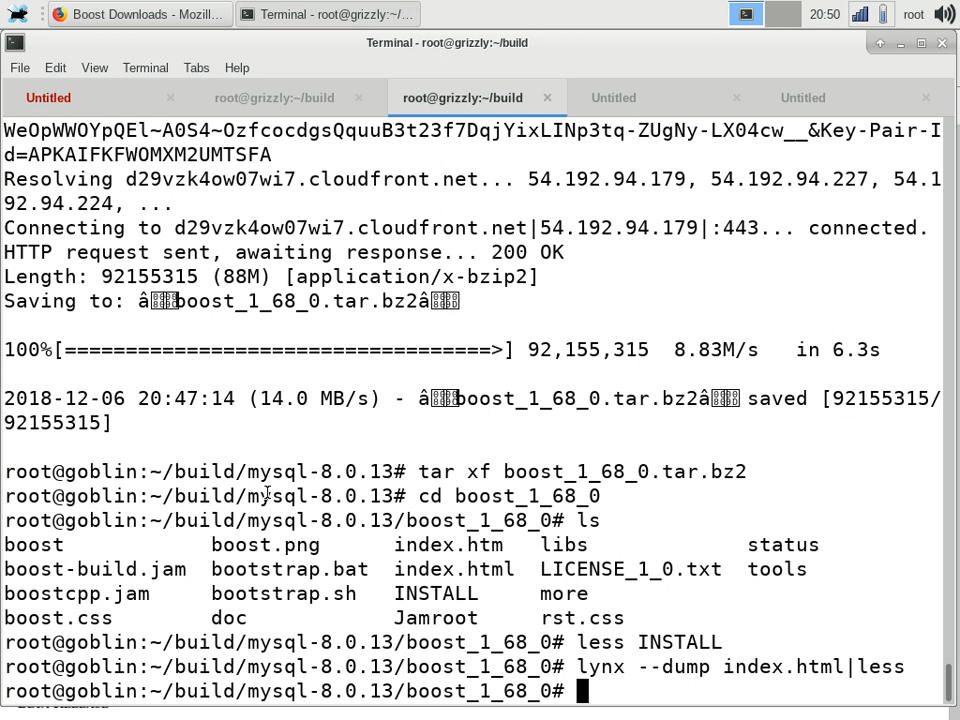 Boost Downloads - Mozill...
Terminal - root@grizzly:~/...
20:50
root
Terminal - root@grizzly:~/build
File Edit View Terminal Tabs Help
Untitled root@grizzly:~/build root@grizzly:~/build Untitled Untitled
WeOpWWOYpQEl~A0S4~OzfcocdgsQquuB3t23f7DqjYixLINp3tq-ZUgNy-LX04cw__&Key-Pair-I
d=APKAIFKFWOMXM2UMTSFA
Resolving d29vzk4ow07wi7.cloudfront.net... 54.192.94.179, 54.192.94.227, 54.1
92.94.224, ...
Connecting to d29vzk4ow07wi7.cloudfront.net|54.192.94.179|:443... connected.
HTTP request sent, awaiting response... 200 OK
Length: 92155315 (88M) [application/x-bzip2]
Saving to: âboost_1_68_0.tar.bz2â
100%[===================================>] 92,155,315 8.83M/s in 6.3s
2018-12-06 20:47:14 (14.0 MB/s) - âboost_1_68_0.tar.bz2â saved [92155315/
92155315]
root@goblin:~/build/mysql-8.0.13# tar xf boost_1_68_0.tar.bz2
root@goblin:~/build/mysql-8.0.13# cd boost_1_68_0
root@goblin:~/build/mysql-8.0.13/boost_1_68_0# ls
boost boost.png index.htm libs status
boost-build.jam bootstrap.bat index.html LICENSE_1_0.txt tools
boostcpp.jam bootstrap.sh INSTALL more
boost.css doc Jamroot rst.css
root@goblin:~/build/mysql-8.0.13/boost_1_68_0# less INSTALL
root@goblin:~/build/mysql-8.0.13/boost_1_68_0# lynx --dump index.html|less
root@goblin:~/build/mysql-8.0.13/boost_1_68_0#